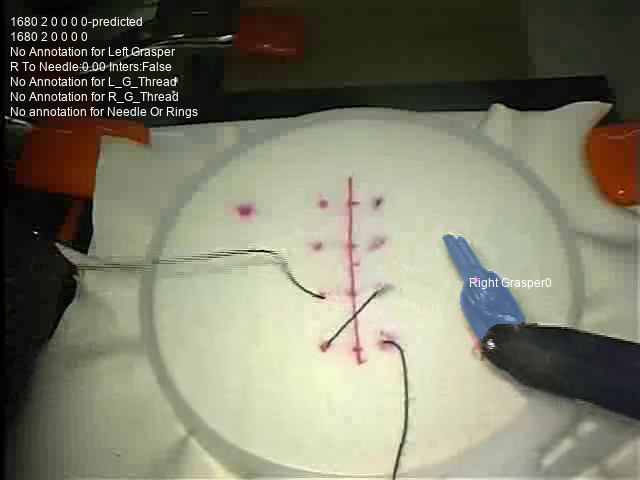 1680 2 0 0 0 0-predicted
1680 2 0 0 0 0
No Annotation for Left Grasper
R To Needle:0.00 Inters:False
No Annotation for L_G_Thread
No Annotation for R_G_Thread
No annotation for Needle Or Rings
Right Grasper0